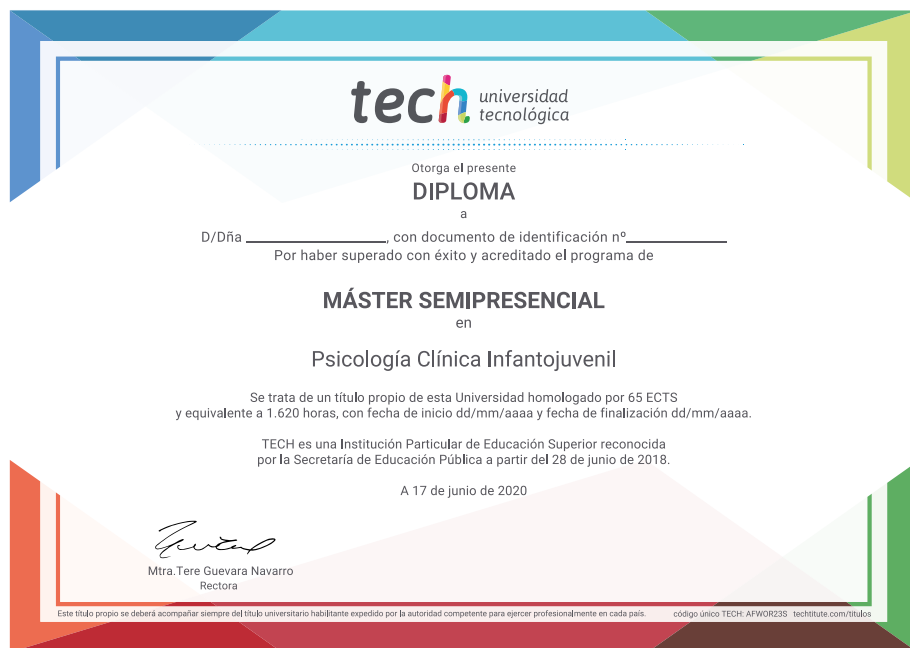 tech universidad
tecnológica
Otorga el presente
DIPLOMA
a
D/Dña ____________________, con documento de identificación nº______________
Por haber superado con éxito y acreditado el programa de
MÁSTER SEMIPRESENCIAL
en
Psicología Clínica Infantojuvenil
Se trata de un título propio de esta Universidad homologado por 65 ECTS
y equivalente a 1.620 horas, con fecha de inicio dd/mm/aaaa y fecha de finalización dd/mm/aaaa.
TECH es una Institución Particular de Educación Superior reconocida
por la Secretaría de Educación Pública a partir del 28 de junio de 2018.
A 17 de junio de 2020
Mtra.Tere Guevara Navarro
Rectora
Este título propio se deberá acompañar siempre del título universitario habilitante expedido por la autoridad competente para ejercer profesionalmente en cada país. código único TECH: AFWOR23S techtitute.com/titulos